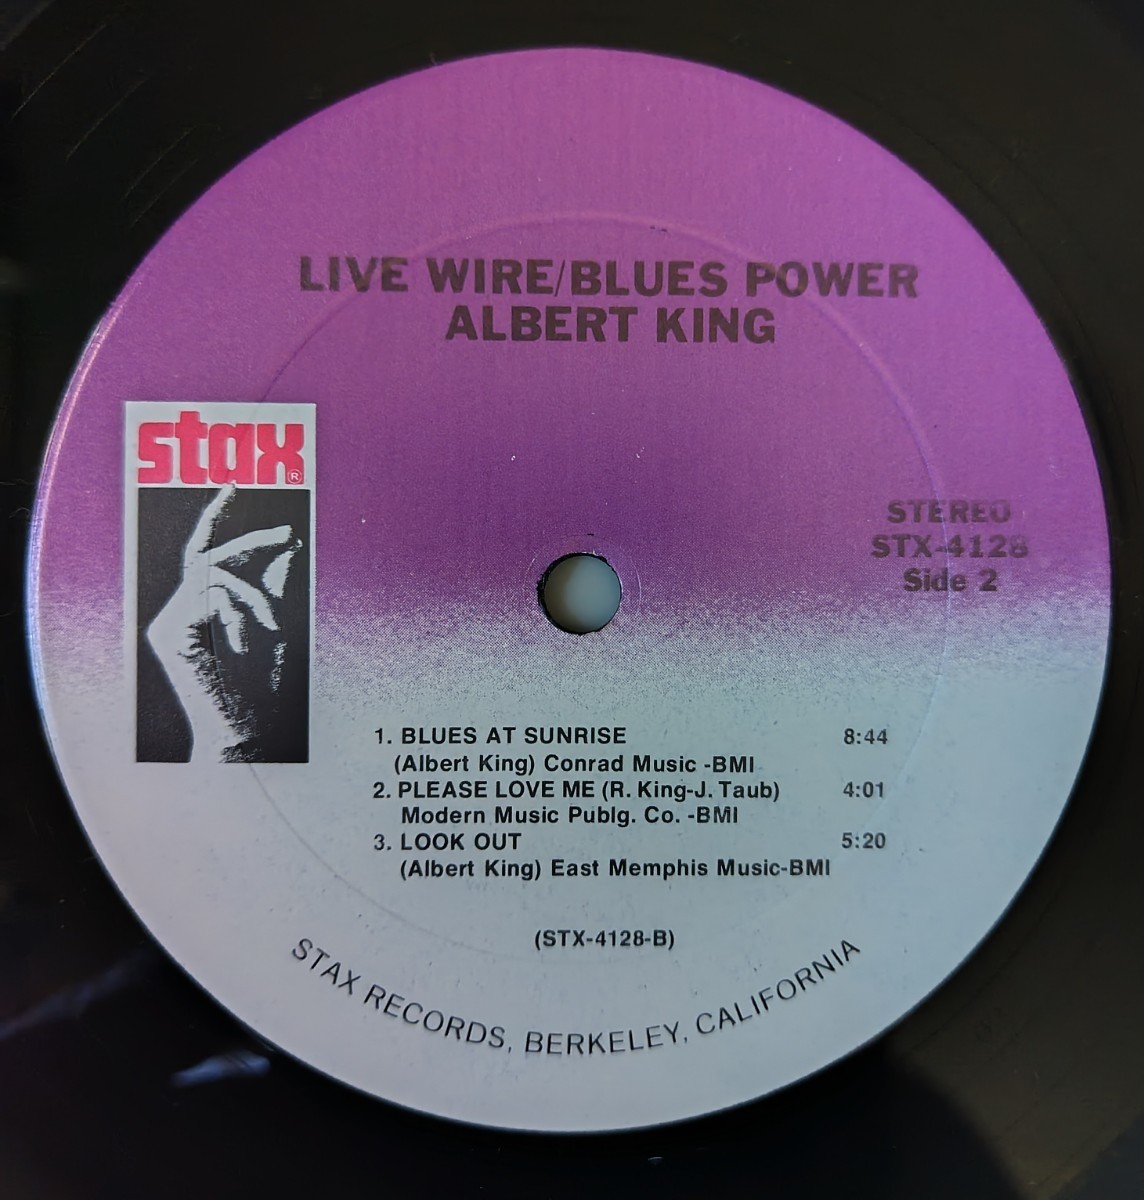 LIVE WIRE/BLUES POWER
ALBERT KING
stax®
STEREO
STX-4128
Side 2
1. BLUES AT SUNRISE 8:44
(Albert King) Conrad Music -BMI
2. PLEASE LOVE ME (R. King-J. Taub) 4:01
Modern Music Publg. Co. -BMI
3. LOOK OUT 5:20
(Albert King) East Memphis Music-BMI
(STX-4128-B)
STAX RECORDS, BERKELEY, CALIFORNIA